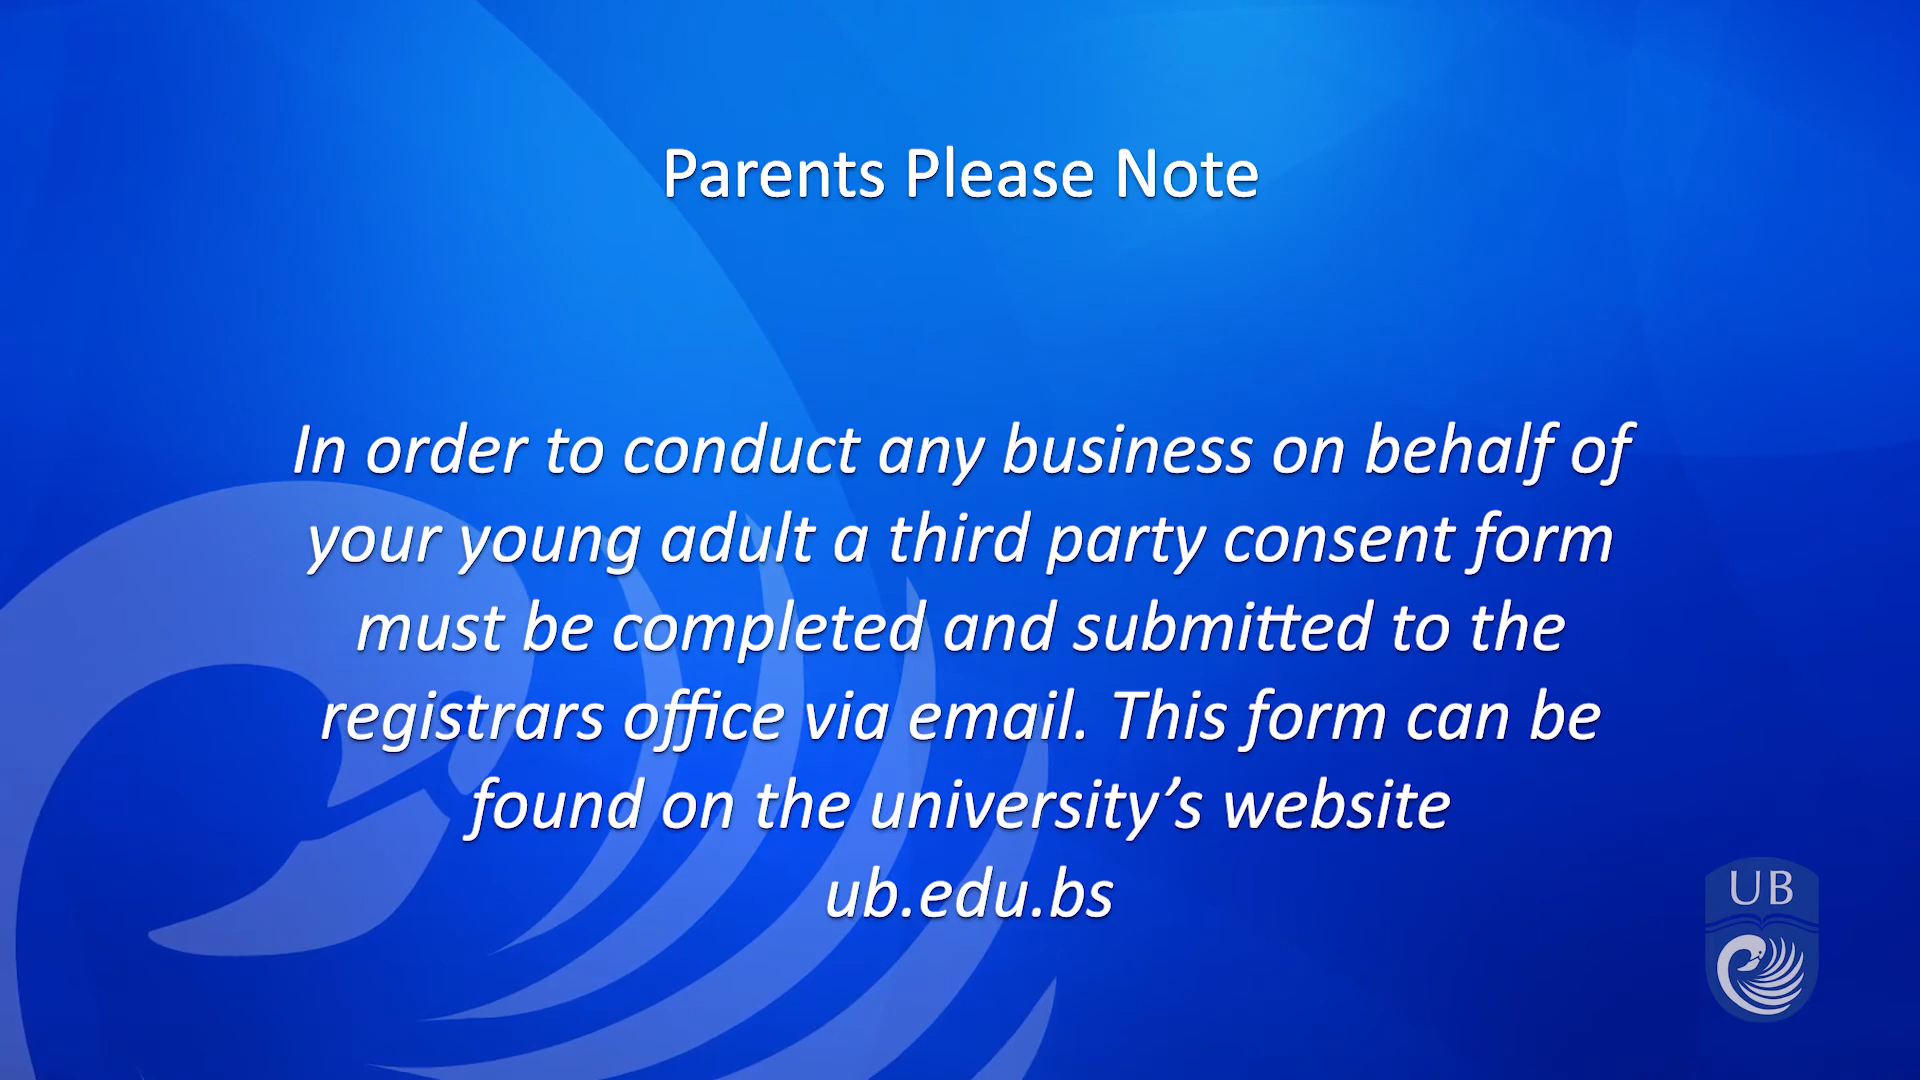 Parents Please Note
In order to conduct any business on behalf of
your young adult a third party consent form
must be completed and submitted to the
registrars office via email. This form can be
found on the university’s website
ub.edu.bs
UB